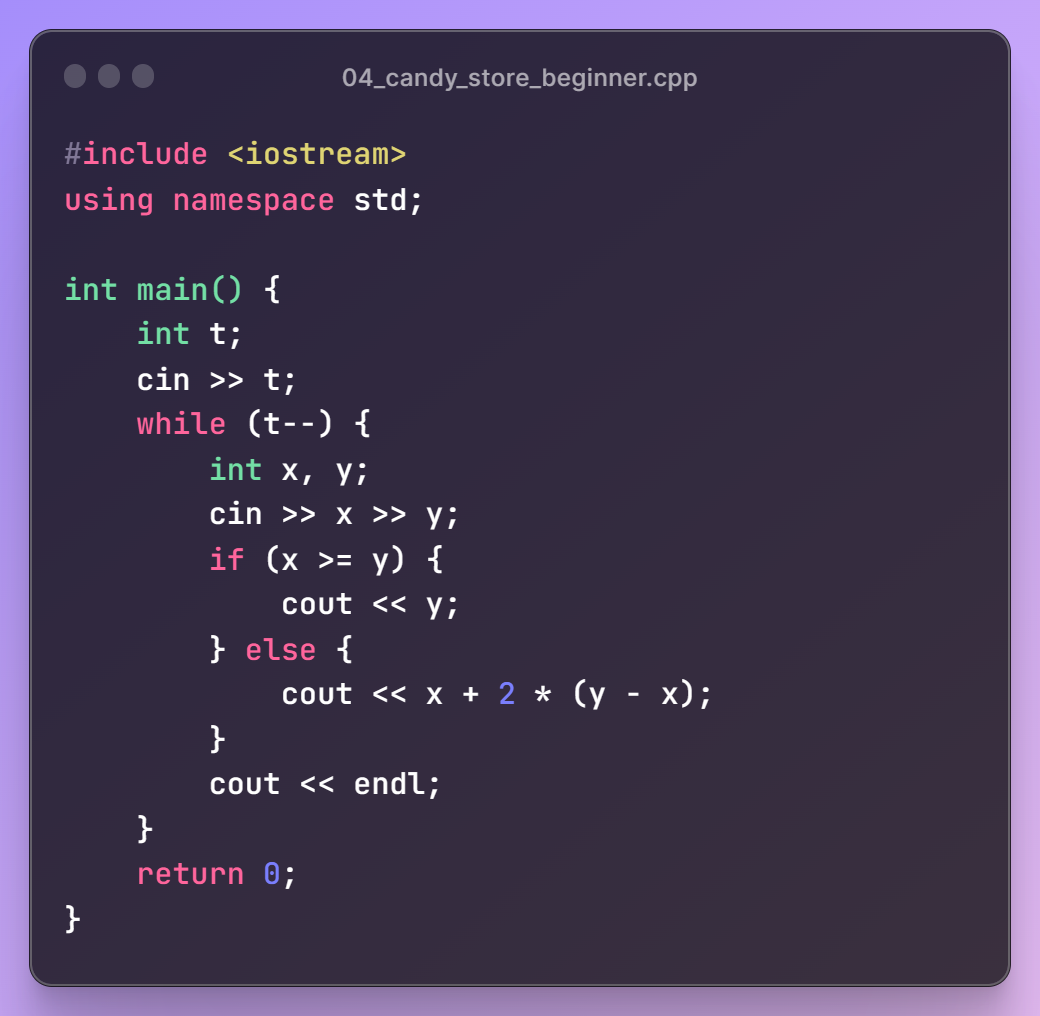 04_candy_store_beginner.cpp
#include <iostream>
using namespace std;

int main() {
    int t;
    cin >> t;
    while (t--) {
        int x, y;
        cin >> x >> y;
        if (x >= y) {
            cout << y;
        } else {
            cout << x + 2 * (y - x);
        }
        cout << endl;
    }
    return 0;
}